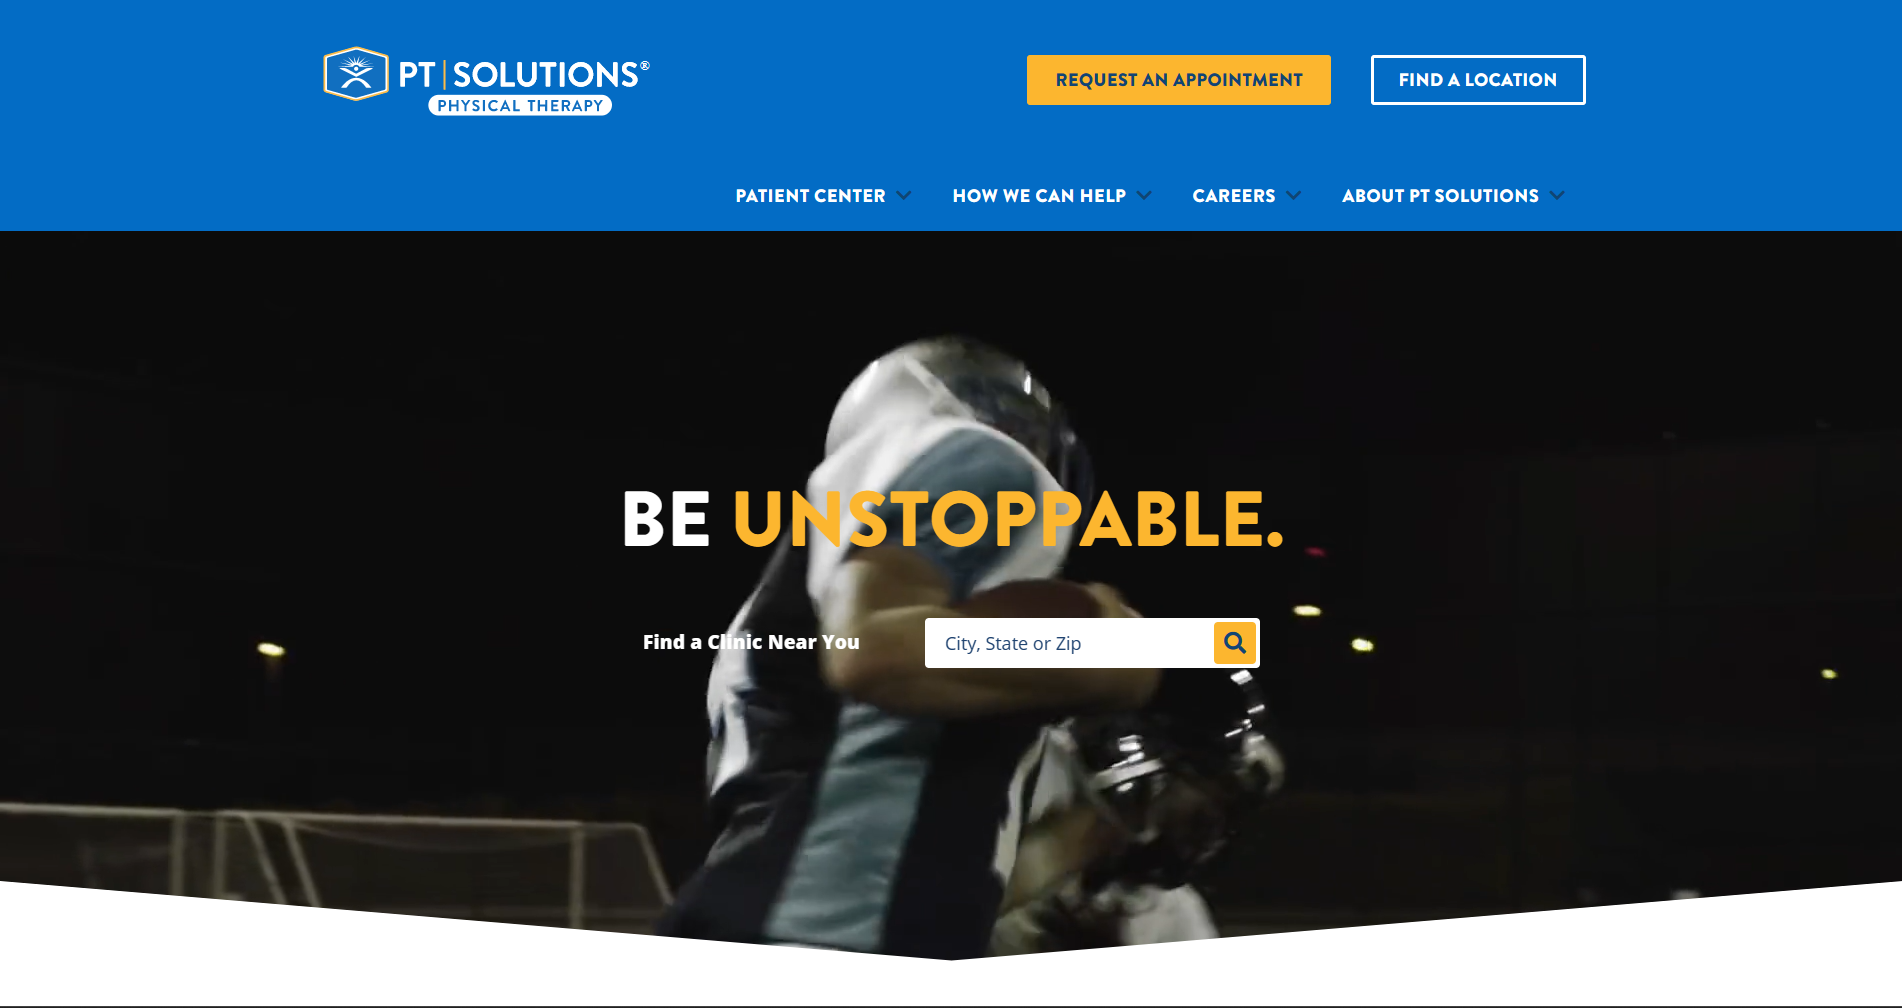 PT | SOLUTIONS®
PHYSICAL THERAPY
REQUEST AN APPOINTMENT
FIND A LOCATION
PATIENT CENTER
HOW WE CAN HELP
CAREERS
ABOUT PT SOLUTIONS
BE UNSTOPPABLE.
Find a Clinic Near You
City, State or Zip